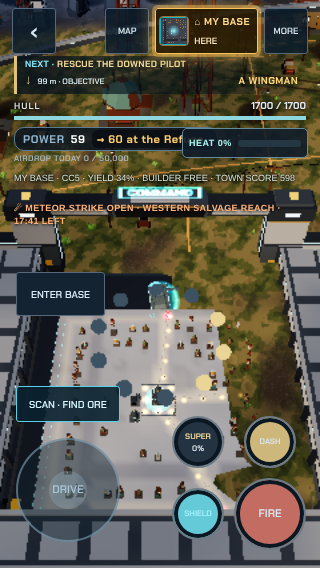 ‹
MAP
⌂ MY BASE
HERE
MORE
NEXT · RESCUE THE DOWNED PILOT
↓ 99 m · OBJECTIVE
A WINGMAN
HULL
1700 / 1700
POWER 59 → 60 at the Ref
HEAT 0%
AIRDROP TODAY 0 / 50,000
MY BASE · CC5 · YIELD 34% · BUILDER FREE · TOWN SCORE 598
COMMAND
☄ METEOR STRIKE OPEN · WESTERN SALVAGE REACH ·
17:41 LEFT
ENTER BASE
SCAN · FIND ORE
SUPER
0%
DASH
DRIVE
SHIELD
FIRE